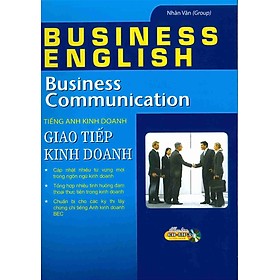 Nhân Văn (Group)
BUSINESS
ENGLISH
Business
Communication
TIẾNG ANH KINH DOANH
GIAO TIẾP
KINH DOANH
Cập nhật nhiều từ vựng mới
trong ngôn ngữ kinh doanh
Tổng hợp nhiều tình huống đàm
thoại thực tiễn trong kinh doanh
Chuẩn bị cho các kỳ thi lấy
chứng chỉ tiếng Anh kinh doanh
BEC